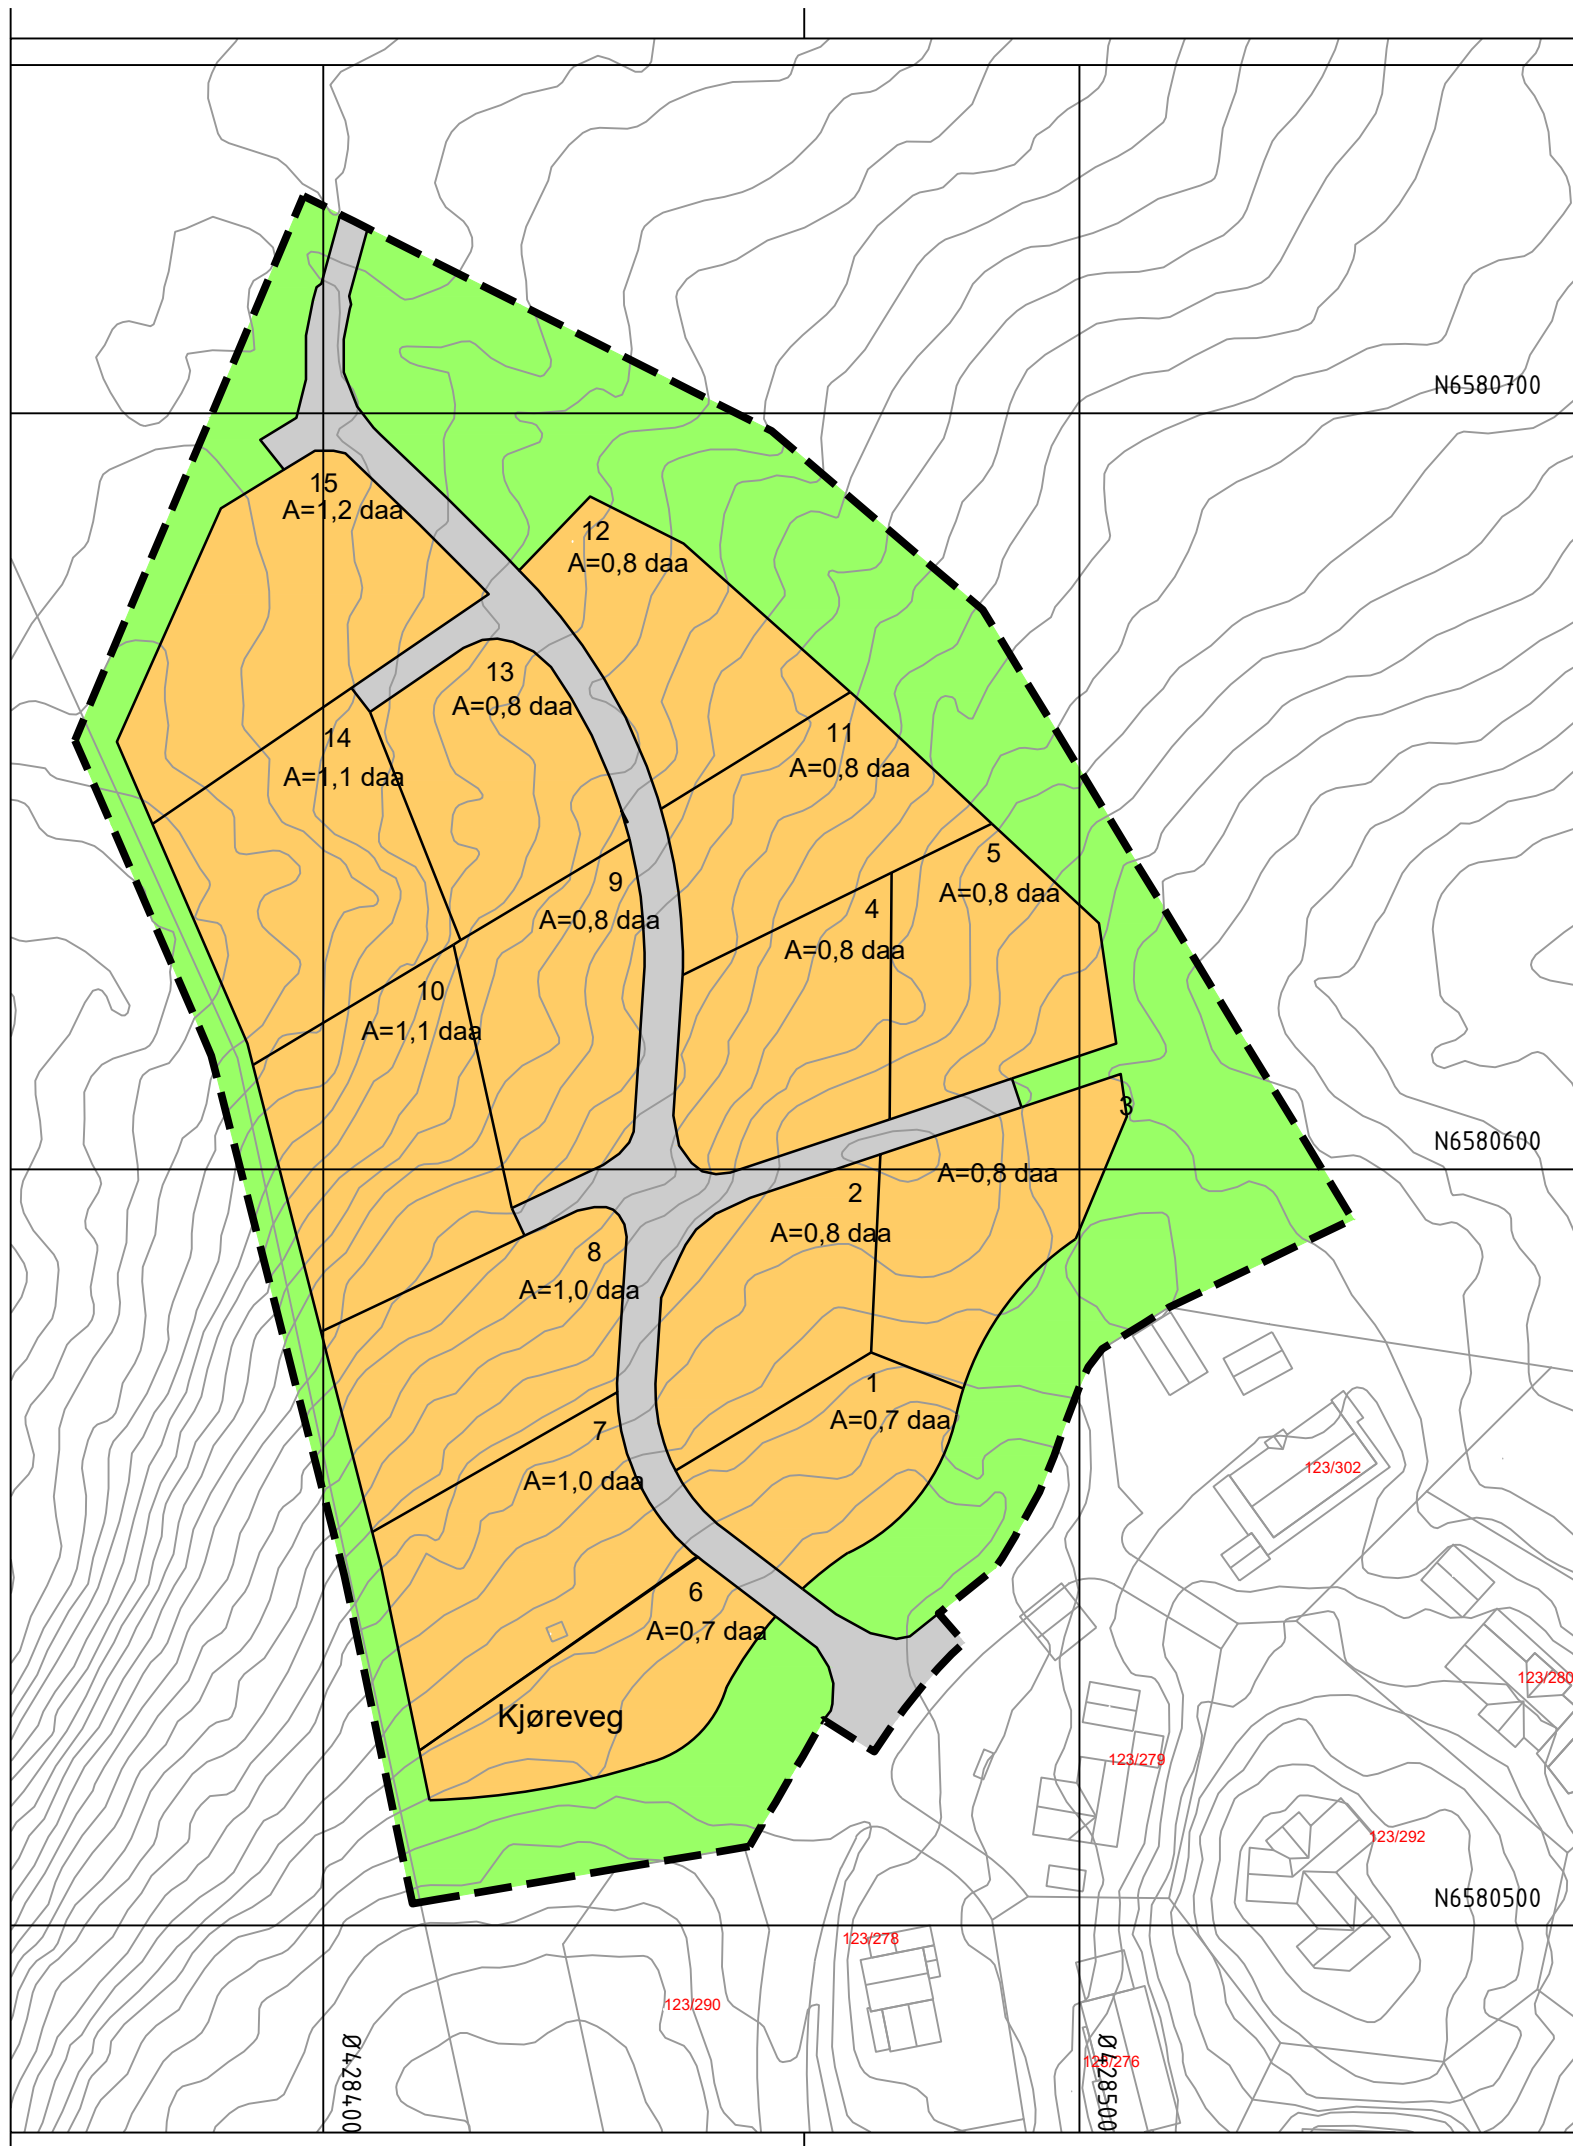 N6580700
15
A=1,2 daa
12
A=0,8 daa
13
A=0,8 daa
14
A=1,1 daa
11
A=0,8 daa
5
A=0,8 daa
9
A=0,8 daa
4
A=0,8 daa
10
A=1,1 daa
3
A=0,8 daa
N6580600
2
A=0,8 daa
8
A=1,0 daa
1
A=0,7 daa
7
A=1,0 daa
123/302
6
A=0,7 daa
123/280
Kjøreveg
123/279
123/292
N6580500
123/278
123/290
Ø428400
Ø428500
123/276